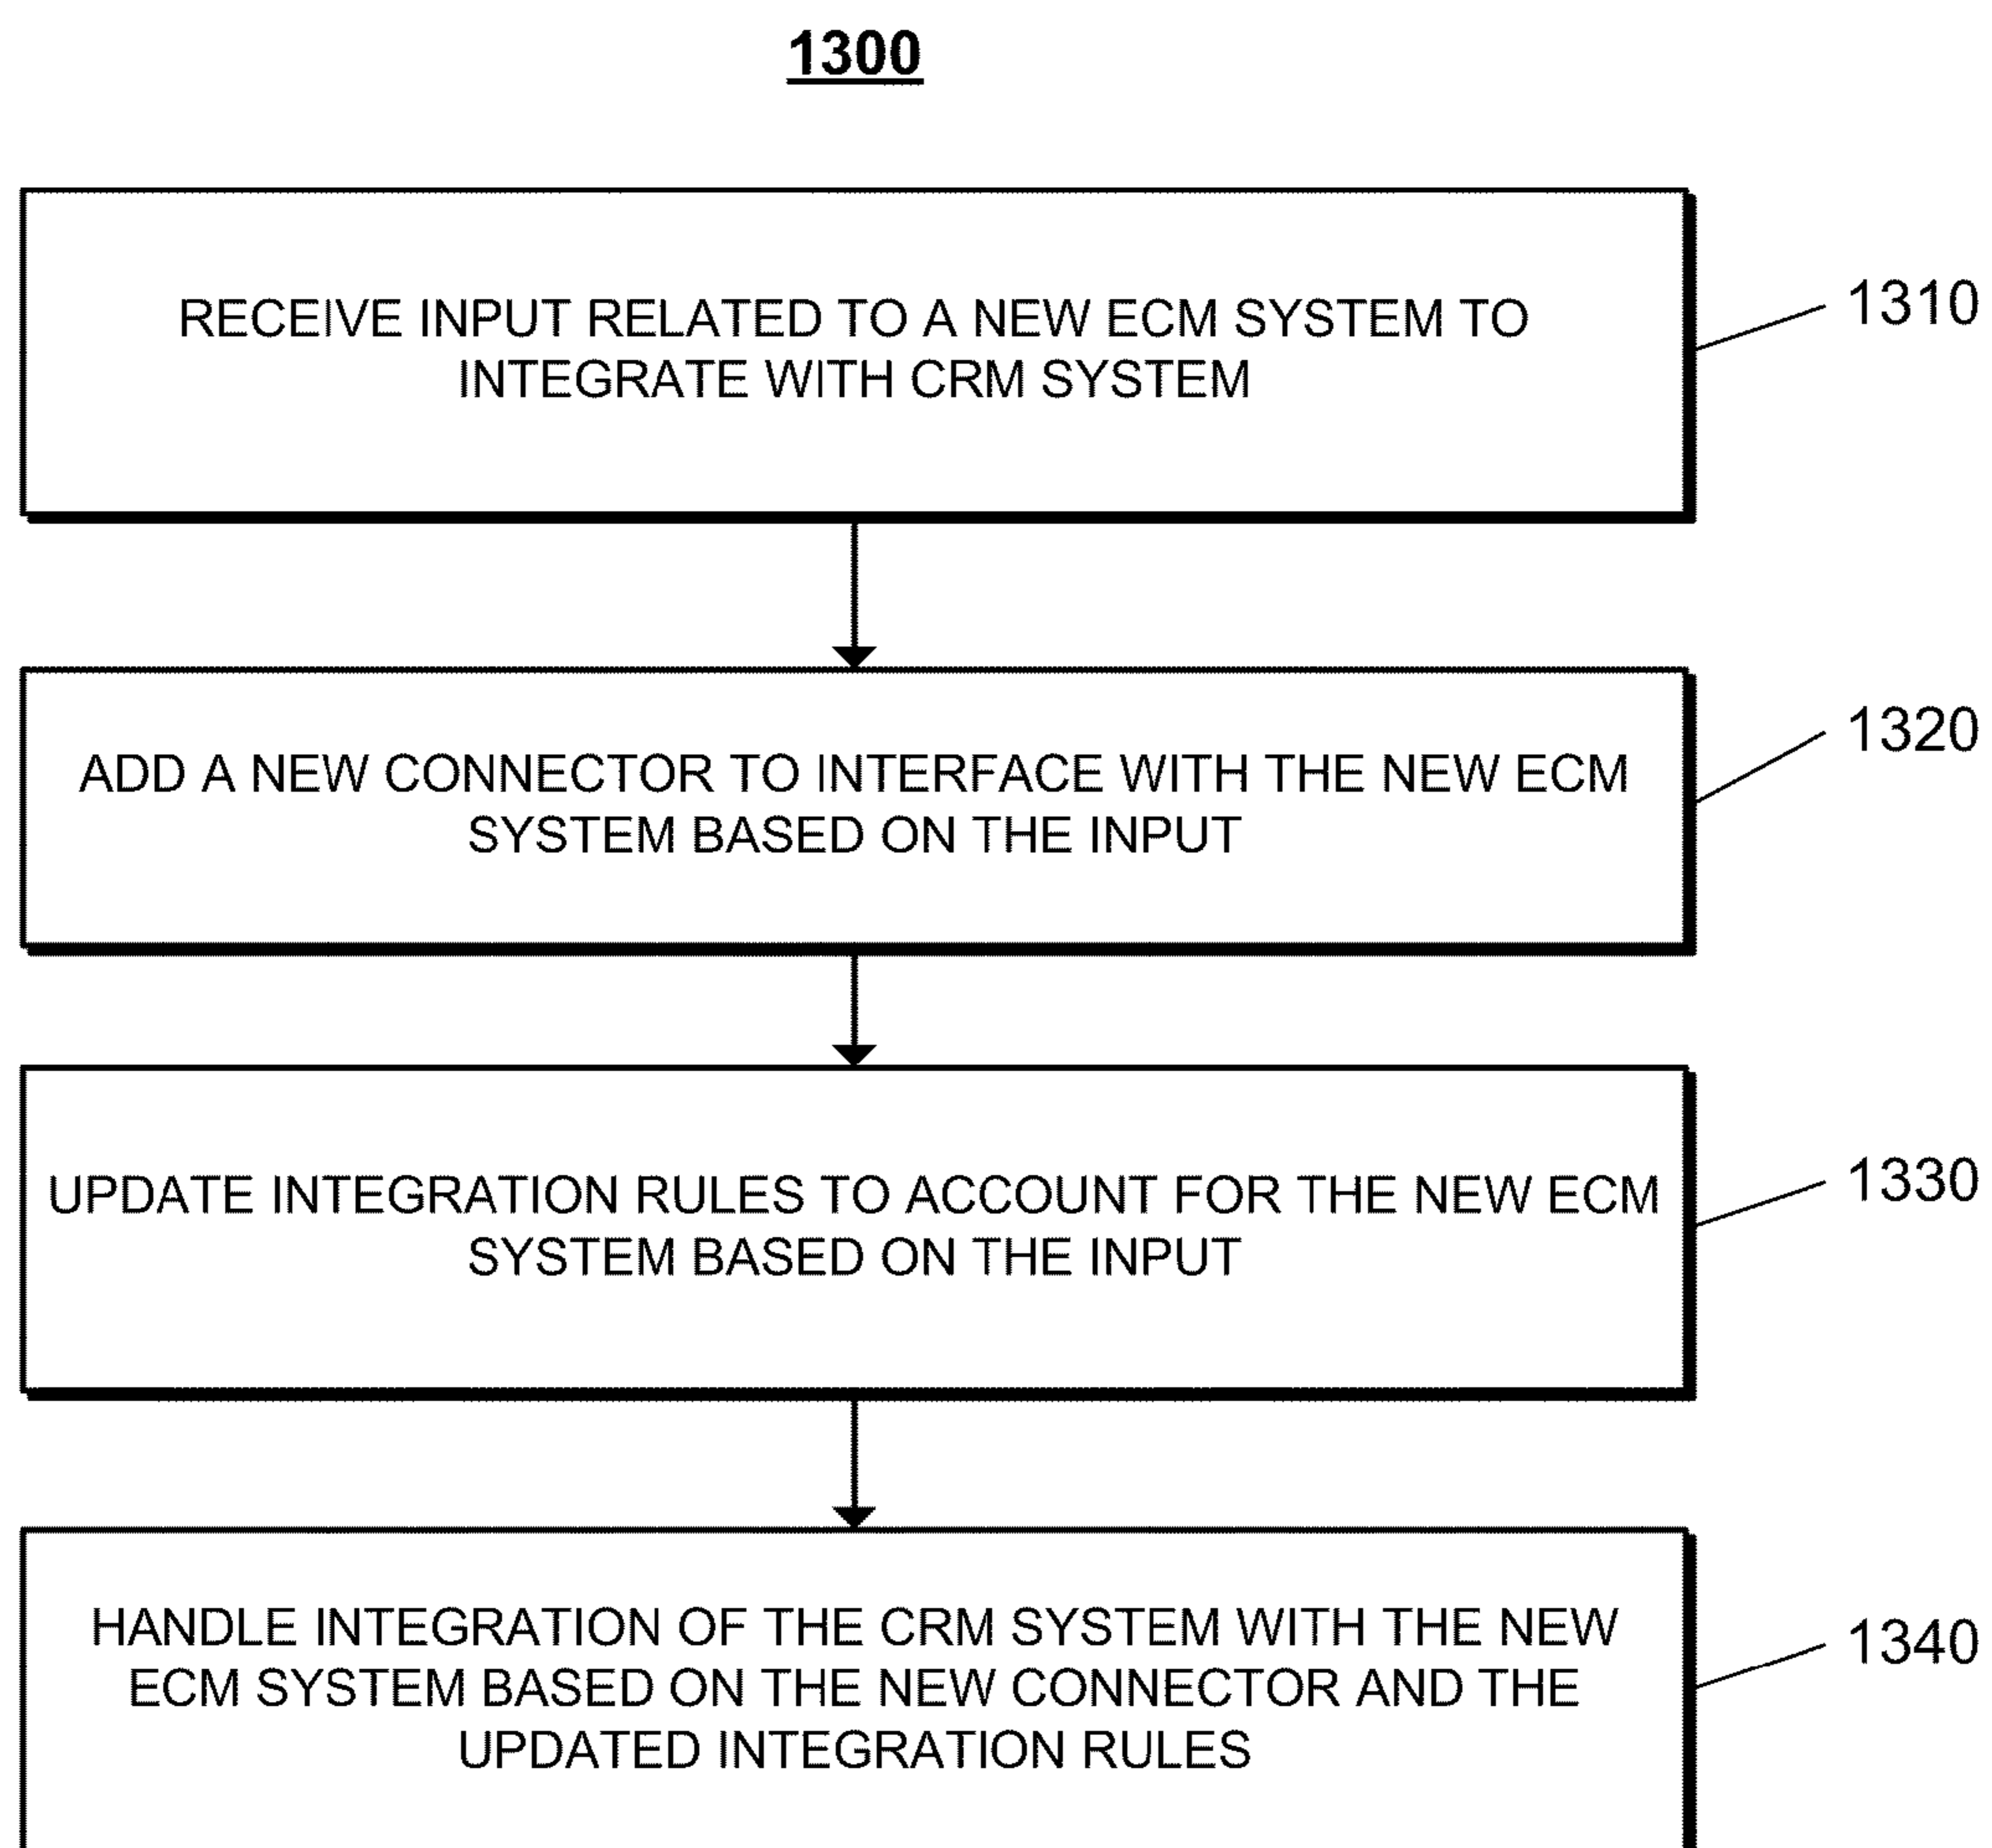 1300
RECEIVE INPUT RELATED TO A NEW ECM SYSTEM TO
INTEGRATE WITH CRM SYSTEM
1310
ADD A NEW CONNECTOR TO INTERFACE WITH THE NEW ECM
SYSTEM BASED ON THE INPUT
1320
UPDATE INTEGRATION RULES TO ACCOUNT FOR THE NEW ECM
SYSTEM BASED ON THE INPUT
1330
HANDLE INTEGRATION OF THE CRM SYSTEM WITH THE NEW
ECM SYSTEM BASED ON THE NEW CONNECTOR AND THE
UPDATED INTEGRATION RULES
1340